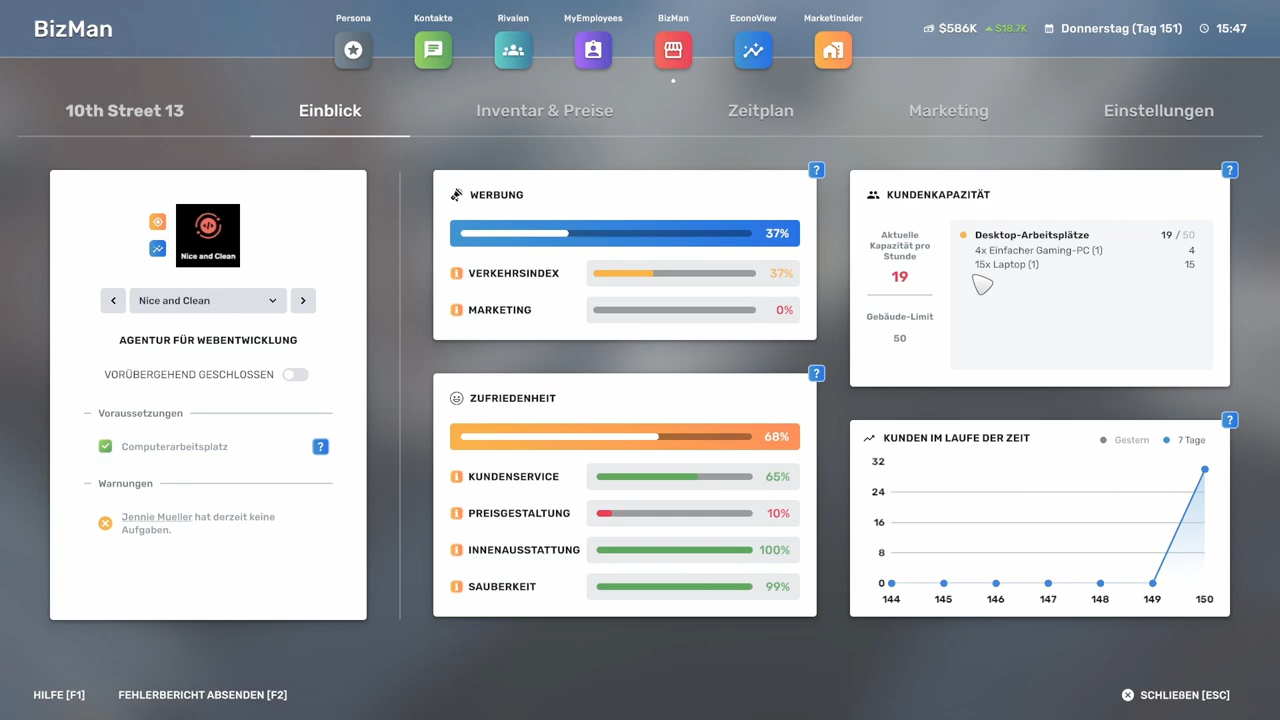 BizMan
Persona
Kontakte
Rivalen
MyEmployees
BizMan
EconoView
MarketInsider
$586K
$18.7K
Donnerstag (Tag 151)
15:47
10th Street 13
Einblick
Inventar & Preise
Zeitplan
Marketing
Einstellungen
Nice and Clean
Nice and Clean
AGENTUR FÜR WEBENTWICKLUNG
VORÜBERGEHEND GESCHLOSSEN
Voraussetzungen
Computerarbeitsplatz
?
Warnungen
Jennie Mueller hat derzeit keine
Aufgaben.
?
WERBUNG
37%
VERKEHRSINDEX
37%
MARKETING
0%
?
ZUFRIEDENHEIT
68%
KUNDENSERVICE
65%
PREISGESTALTUNG
10%
INNENAUSSTATTUNG
100%
SAUBERKEIT
99%
?
KUNDENKAPAZITÄT
Aktuelle
Kapazität pro
Stunde
19
Gebäude-Limit
50
Desktop-Arbeitsplätze
19 / 50
4x Einfacher Gaming-PC (1)
4
15x Laptop (1)
15
?
KUNDEN IM LAUFE DER ZEIT
Gestern
7 Tage
32
24
16
8
0
144
145
146
147
148
149
150
HILFE [F1]
FEHLERBERICHT ABSENDEN [F2]
SCHLIEßEN [ESC]